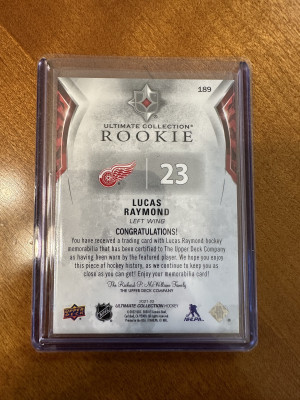 189
ULTIMATE COLLECTION
ROOKIE
23
LUCAS
RAYMOND
LEFT WING
CONGRATULATIONS!
You have received a trading card with Lucas Raymond hockey
memorabilia that has been certified to The Upper Deck Company
as having been worn by the featured player. We hope you enjoy
this piece of hockey history, as we continue to keep you as
close as you can get! Enjoy your memorabilia card!
The Richard P. McWilliam Family
THE UPPER DECK COMPANY
ULTIMATE COLLECTION HOCKEY
NHLPA